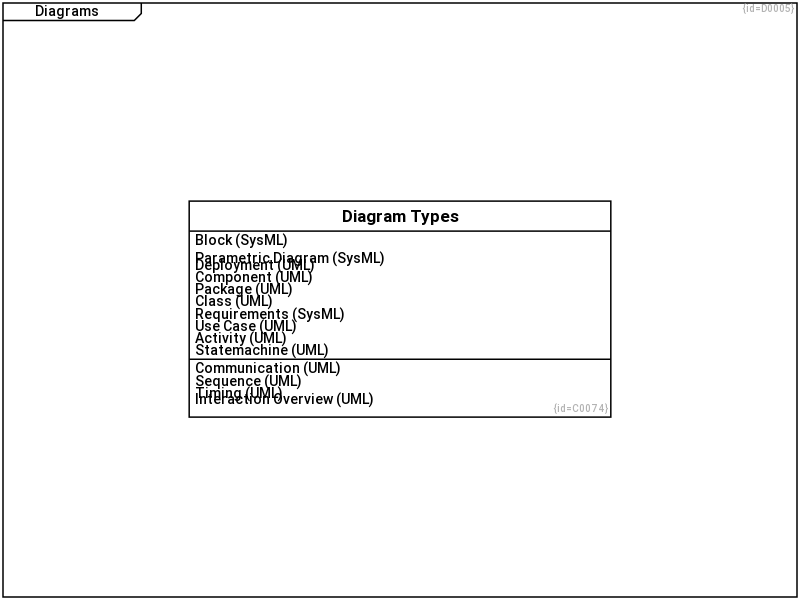 Diagrams
{id=D0005}
Diagram Types
Block (SysML)
Parametric Diagram (SysML)
Deployment (UML)
Component (UML)
Package (UML)
Class (UML)
Requirements (SysML)
Use Case (UML)
Activity (UML)
Statemachine (UML)
Communication (UML)
Sequence (UML)
Timing (UML)
Interaction Overview (UML)
{id=C0074}